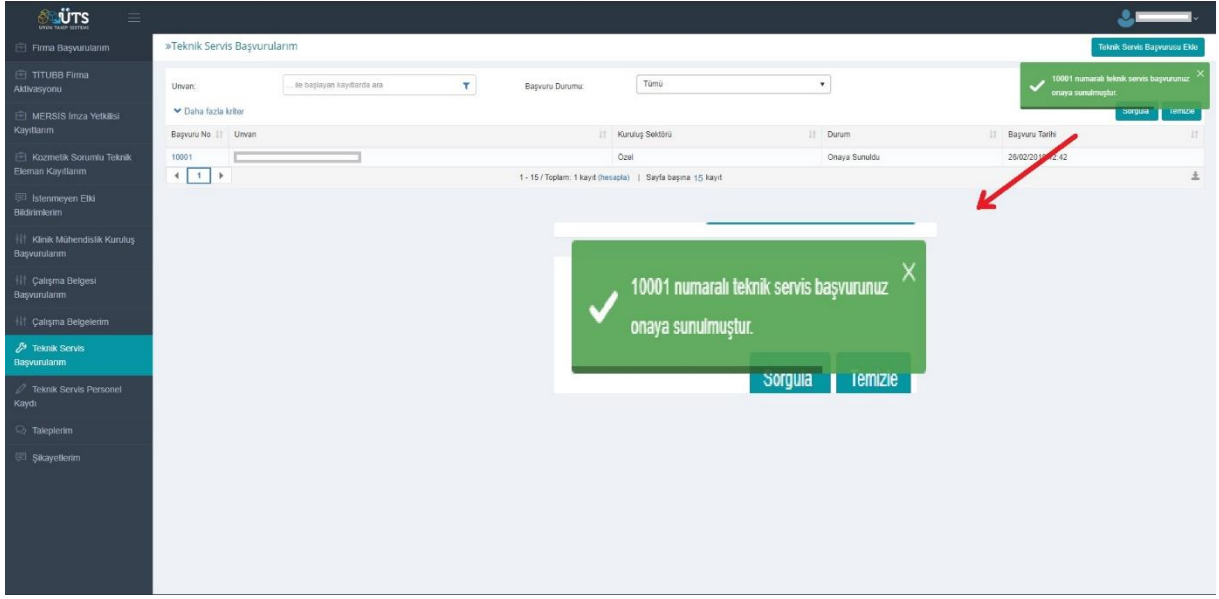 ÜTS
ÜRÜN TAKİP SİSTEMİ
Firma Başvurularım
TİTUBB Firma
Aktivasyonu
MERSİS İmza Yetkilisi
Kayıtlarım
Kozmetik Sorumlu Teknik
Eleman Kayıtlarım
İstenmeyen Etki
Bildirimlerim
Klinik Mühendislik Kuruluş
Başvurularım
Çalışma Belgesi
Başvurularım
Çalışma Belgelerim
Teknik Servis
Başvurularım
Teknik Servis Personel
Kaydı
Taleplerim
Şikayetlerim
»Teknik Servis Başvurularım
Teknik Servis Başvurusu Ekle
Unvan:
... ile başlayan kayıtlarda ara
Başvuru Durumu:
Tümü
10001 numaralı teknik servis başvurunuz
onaya sunulmuştur.
Daha fazla kriter
Sorgula Temizle
Başvuru No Unvan Kuruluş Sektörü Durum Başvuru Tarihi
10001 Özel Onaya Sunuldu
1
1 - 15 / Toplam: 1 kayıt (hesapla) | Sayfa başına 15 kayıt
10001 numaralı teknik servis başvurunuz
onaya sunulmuştur.
Sorgula Temizle